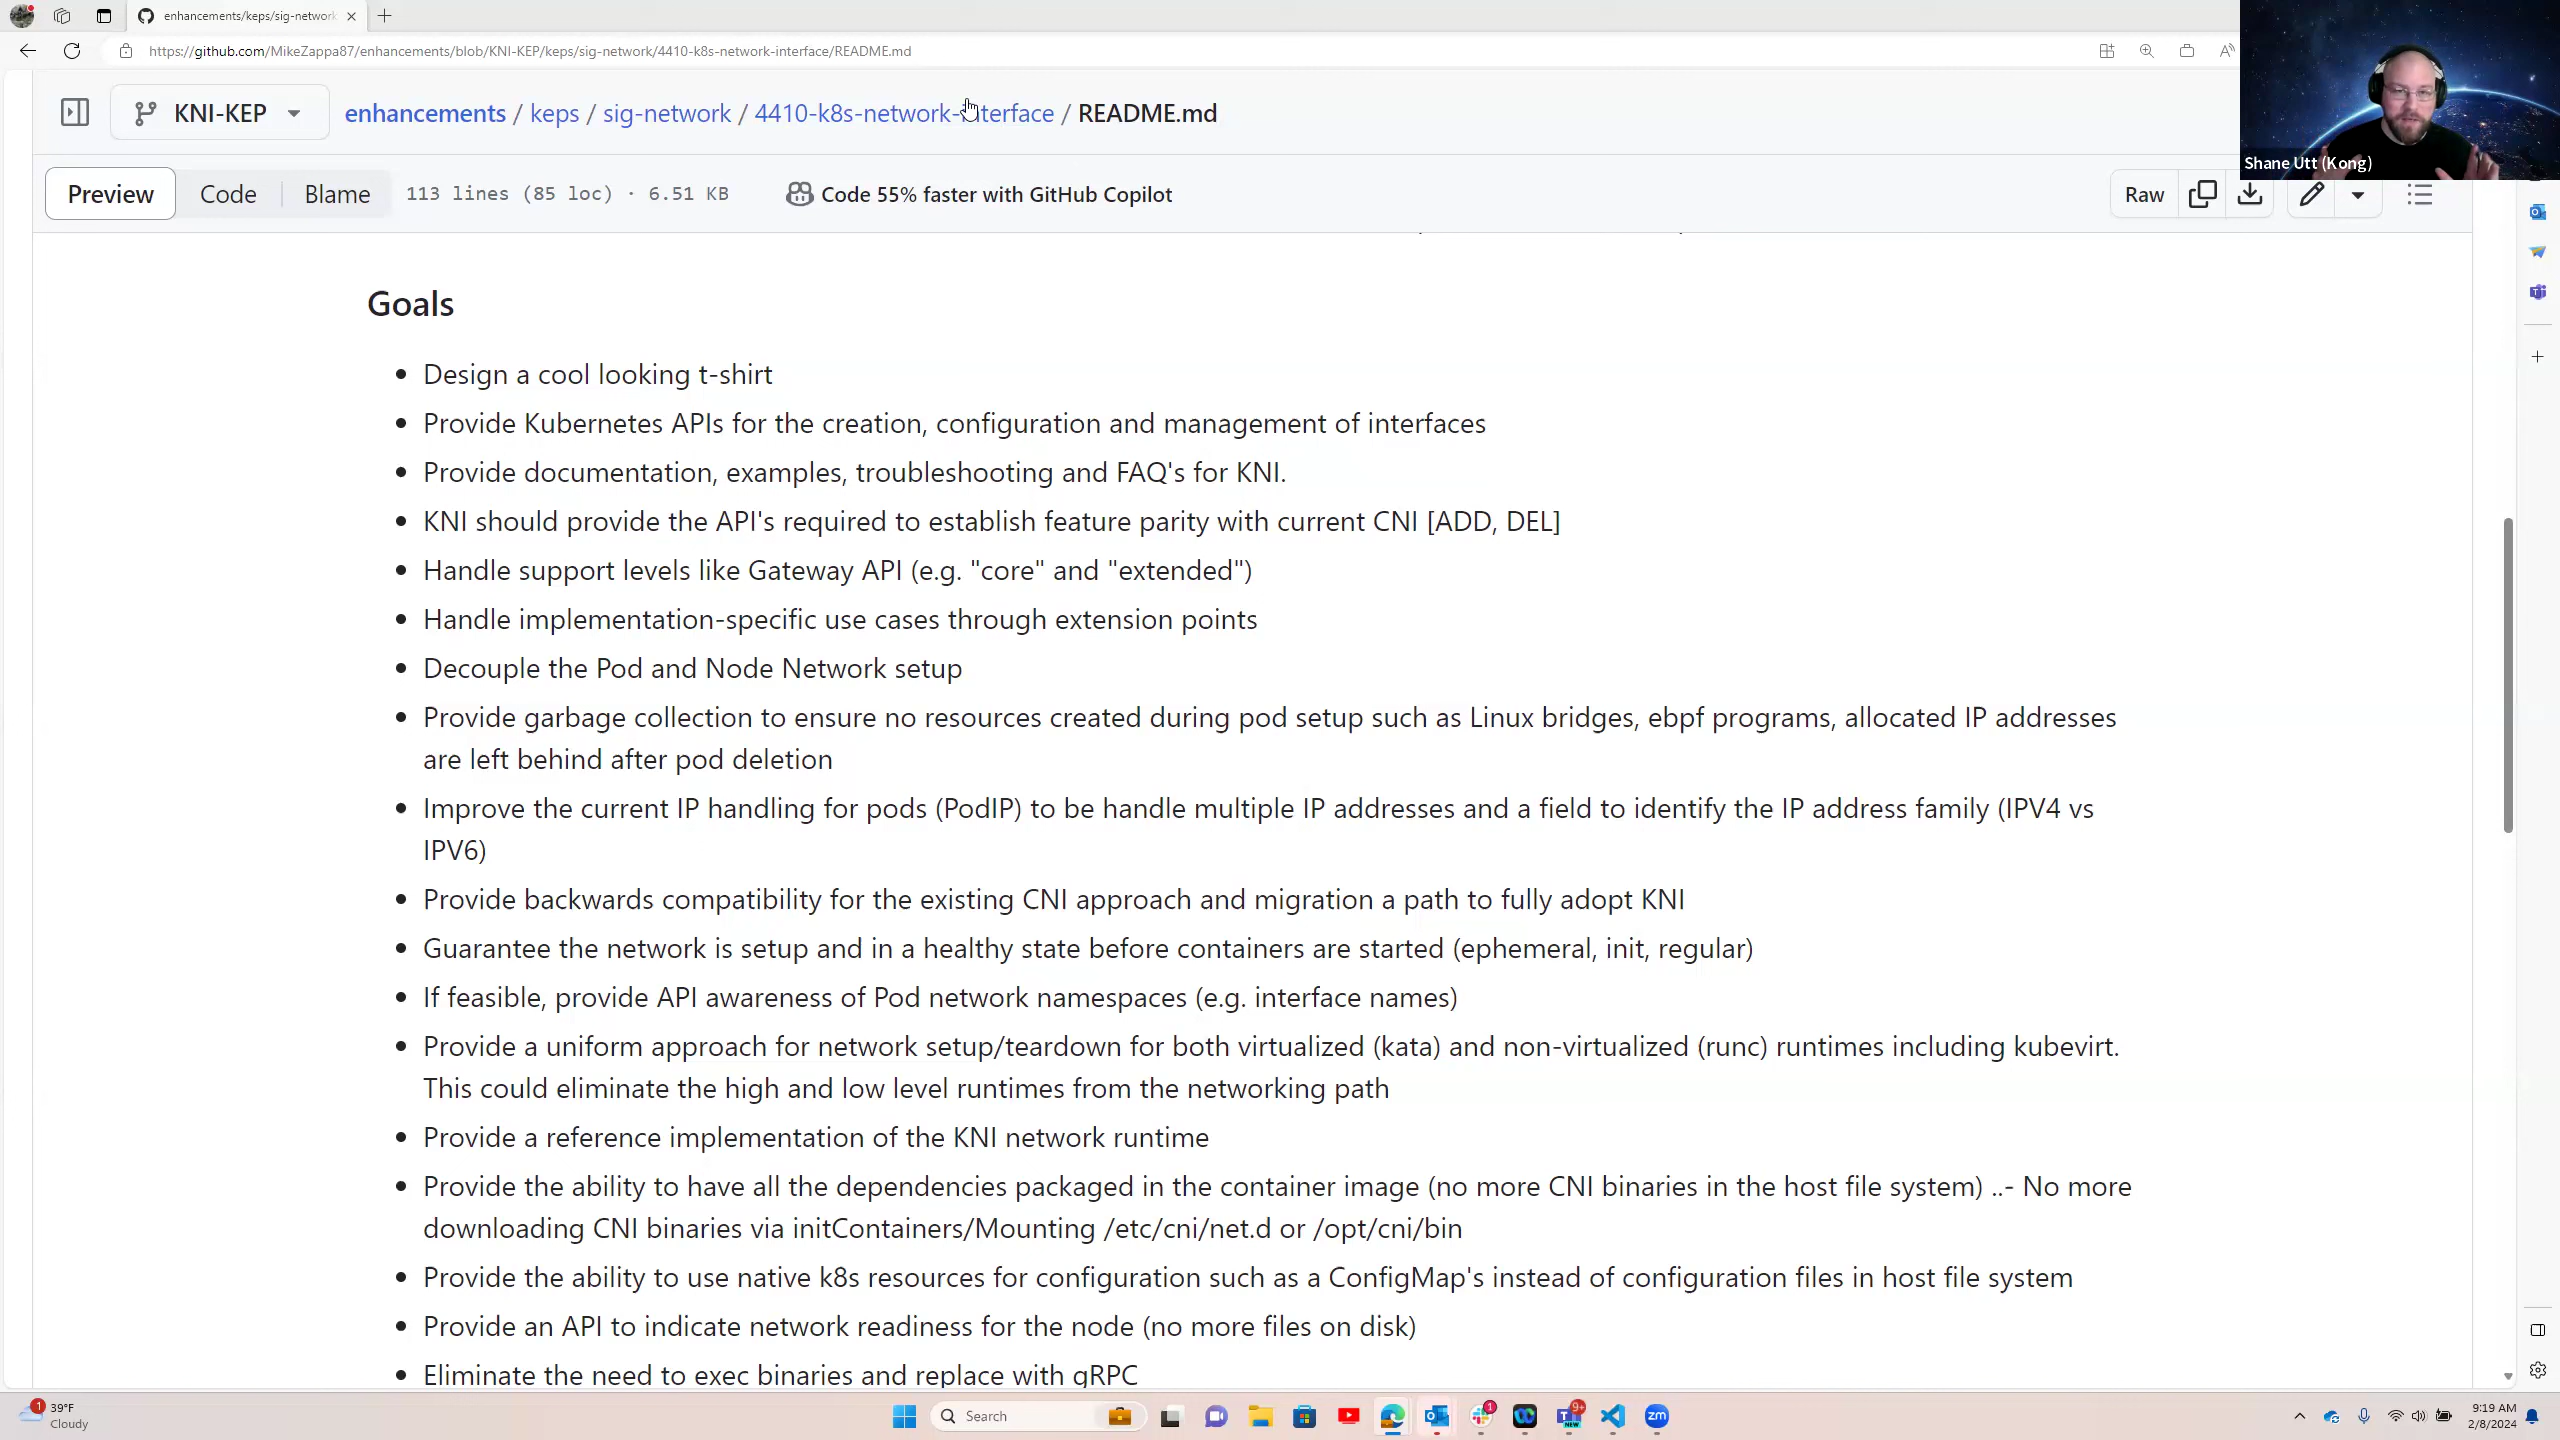 enhancements/keps/sig-network
https://github.com/MikeZappa87/enhancements/blob/KNI-KEP/keps/sig-network/4410-k8s-network-interface/README.md
Shane Utt (Kong)
KNI-KEP
enhancements / keps / sig-network / 4410-k8s-network-interface / README.md
Preview
Code
Blame
113 lines (85 loc) · 6.51 KB
Code 55% faster with GitHub Copilot
Raw
Goals
• Design a cool looking t-shirt
• Provide Kubernetes APIs for the creation, configuration and management of interfaces
• Provide documentation, examples, troubleshooting and FAQ's for KNI.
• KNI should provide the API's required to establish feature parity with current CNI [ADD, DEL]
• Handle support levels like Gateway API (e.g. "core" and "extended")
• Handle implementation-specific use cases through extension points
• Decouple the Pod and Node Network setup
• Provide garbage collection to ensure no resources created during pod setup such as Linux bridges, ebpf programs, allocated IP addresses
are left behind after pod deletion
• Improve the current IP handling for pods (PodIP) to be handle multiple IP addresses and a field to identify the IP address family (IPV4 vs
IPV6)
• Provide backwards compatibility for the existing CNI approach and migration a path to fully adopt KNI
• Guarantee the network is setup and in a healthy state before containers are started (ephemeral, init, regular)
• If feasible, provide API awareness of Pod network namespaces (e.g. interface names)
• Provide a uniform approach for network setup/teardown for both virtualized (kata) and non-virtualized (runc) runtimes including kubevirt.
This could eliminate the high and low level runtimes from the networking path
• Provide a reference implementation of the KNI network runtime
• Provide the ability to have all the dependencies packaged in the container image (no more CNI binaries in the host file system) ..- No more
downloading CNI binaries via initContainers/Mounting /etc/cni/net.d or /opt/cni/bin
• Provide the ability to use native k8s resources for configuration such as a ConfigMap's instead of configuration files in host file system
• Provide an API to indicate network readiness for the node (no more files on disk)
• Eliminate the need to exec binaries and replace with gRPC
1
39°F
Cloudy
Search
1
NEW
9+
zm
9:19 AM
2/8/2024